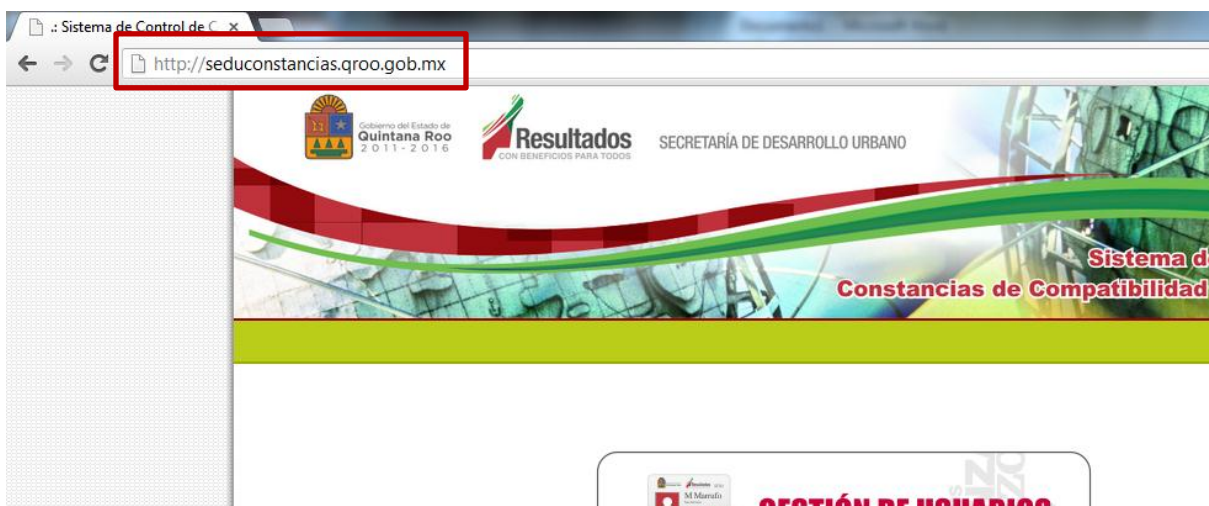 .: Sistema de Control de C
http://seduconstancias.qroo.gob.mx
Gobierno del Estado de
Quintana Roo
2011-2016
Resultados
CON BENEFICIOS PARA TODOS
SECRETARÍA DE DESARROLLO URBANO
Sistema d
Constancias de Compatibilidad
M Marrufo
GESTIÓN DE USUARIOS